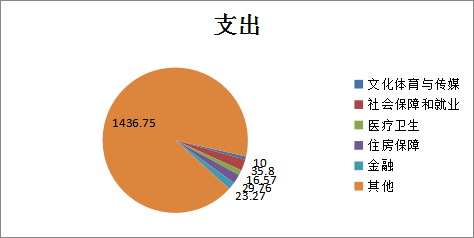 支出
1436.75
10
35.8
16.57
29.76
23.27
文化体育与传媒
社会保障和就业
医疗卫生
住房保障
金融
其他